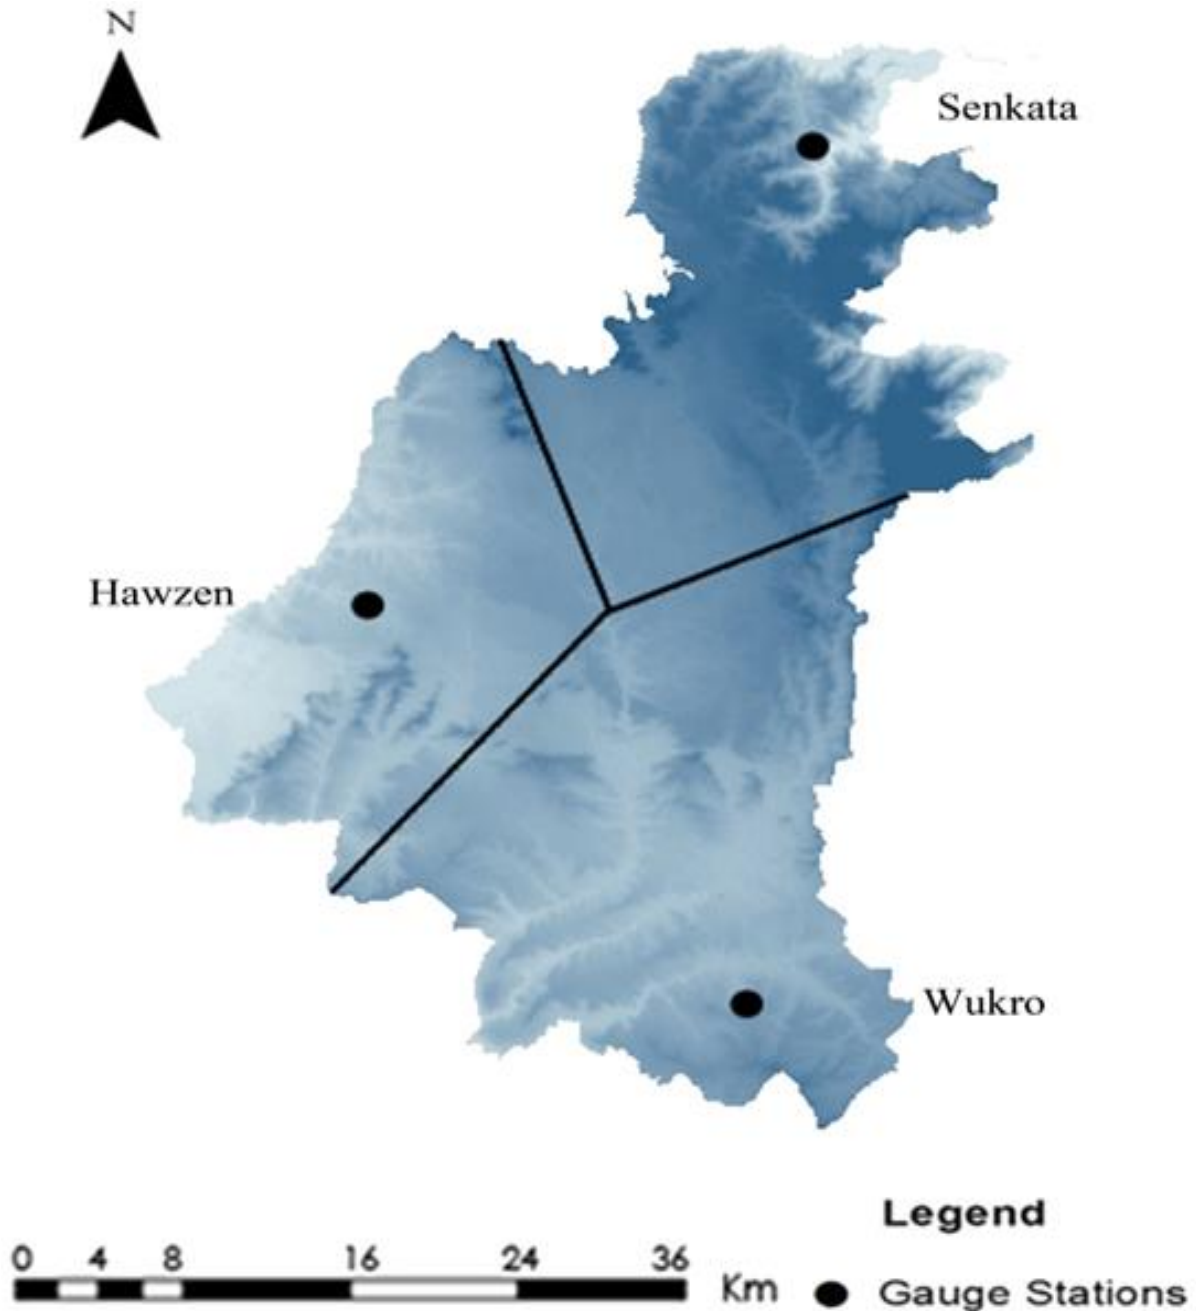 N
Senkata
Hawzen
Wukro
Legend
0 4 8 16 24 36 Km
Gauge Stations